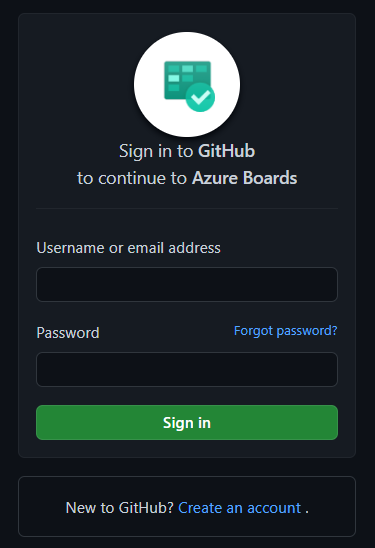 Sign in to GitHub
to continue to Azure Boards
Username or email address
Password
Forgot password?
Sign in
New to GitHub? Create an account .